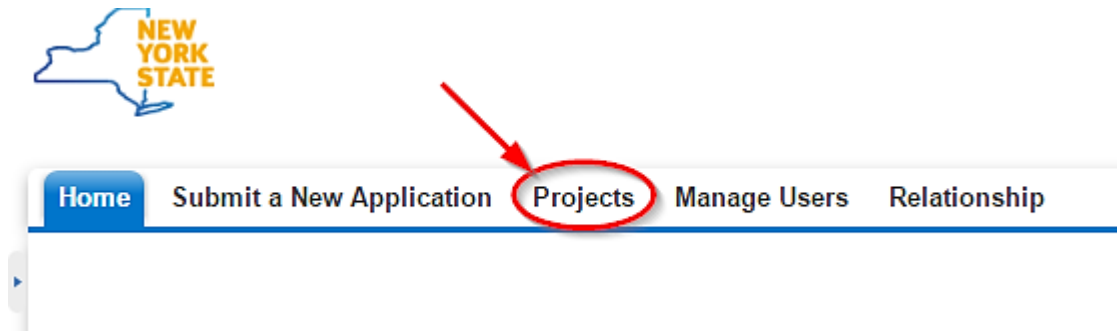 NEW
YORK
STATE
Home Submit a New Application Projects Manage Users Relationship